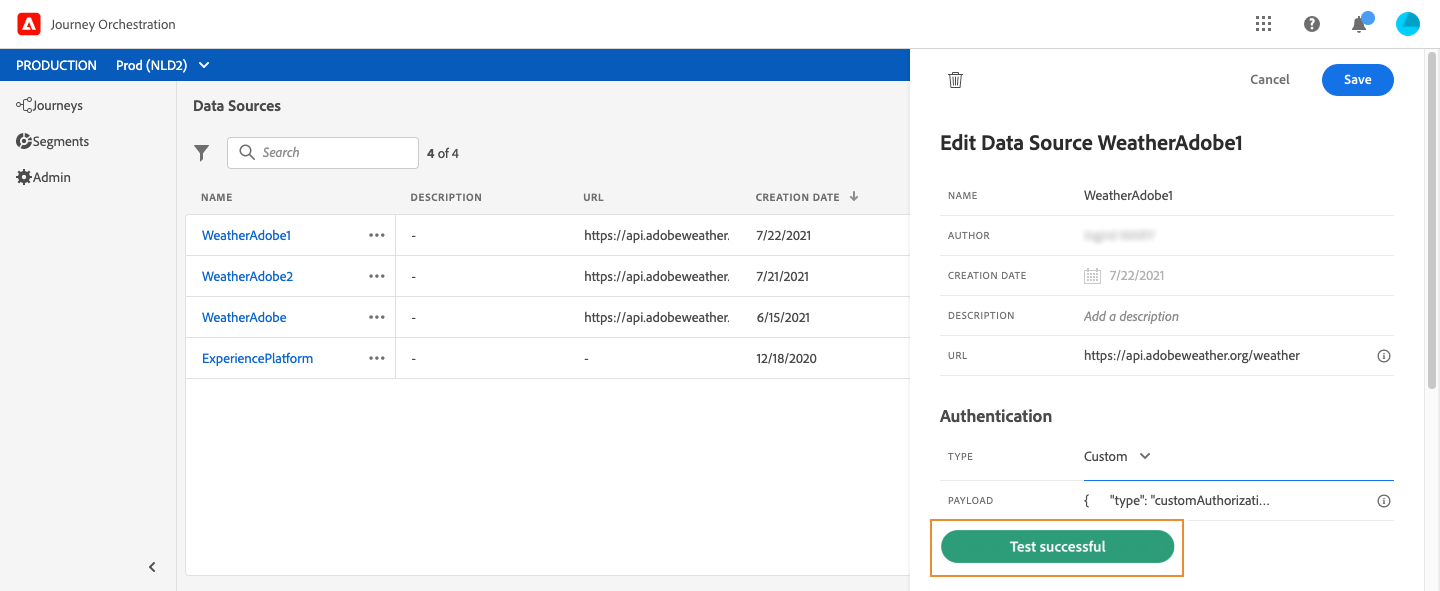 Journey Orchestration
PRODUCTION Prod (NLD2)
Journeys
Segments
Admin
Data Sources
Search
4 of 4
NAME DESCRIPTION URL CREATION DATE
WeatherAdobe1 ••• - https://api.adobeweather. 7/22/2021
WeatherAdobe2 ••• - https://api.adobeweather. 7/21/2021
WeatherAdobe ••• - https://api.adobeweather. 6/15/2021
ExperiencePlatform ••• - - 12/18/2020
Cancel Save
Edit Data Source WeatherAdobe1
NAME WeatherAdobe1
AUTHOR
CREATION DATE 7/22/2021
DESCRIPTION Add a description
URL https://api.adobeweather.org/weather
Authentication
TYPE Custom
PAYLOAD { "type": "customAuthorizati...
Test successful